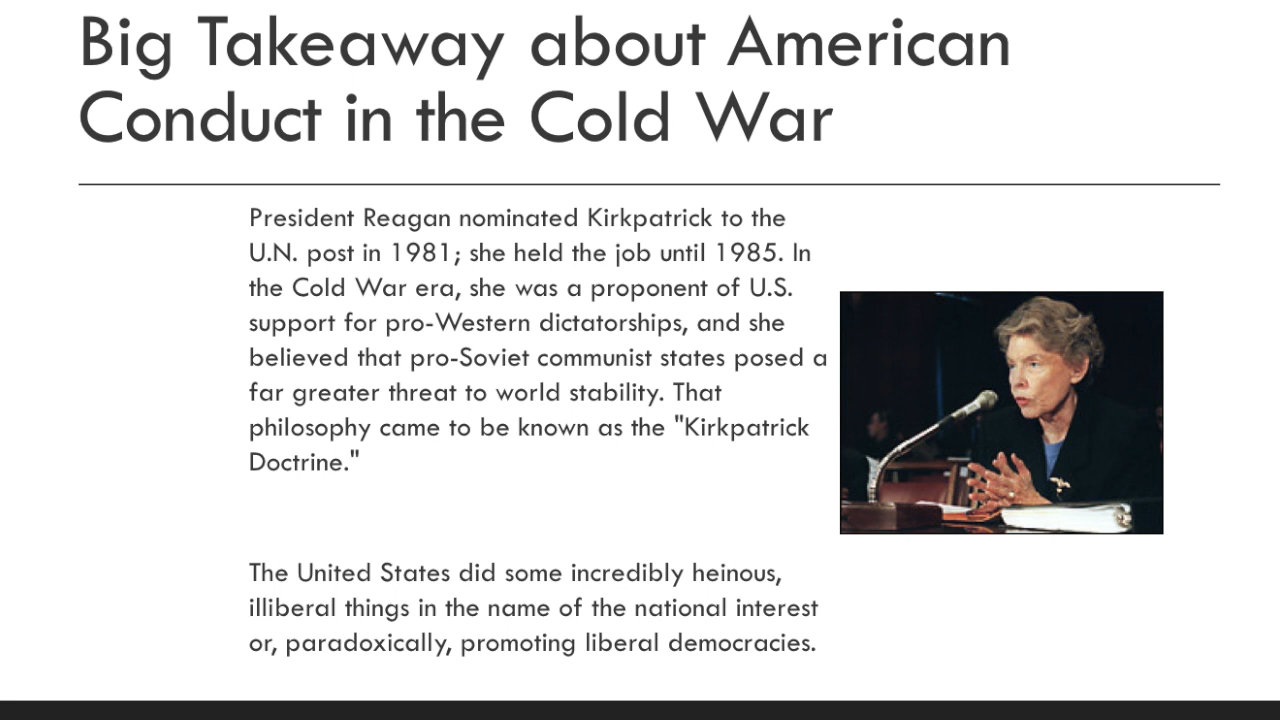 Big Takeaway about American
Conduct in the Cold War
President Reagan nominated Kirkpatrick to the
U.N. post in 1981; she held the job until 1985. In
the Cold War era, she was a proponent of U.S.
support for pro-Western dictatorships, and she
believed that pro-Soviet communist states posed a
far greater threat to world stability. That
philosophy came to be known as the "Kirkpatrick
Doctrine."
The United States did some incredibly heinous,
illiberal things in the name of the national interest
or, paradoxically, promoting liberal democracies.